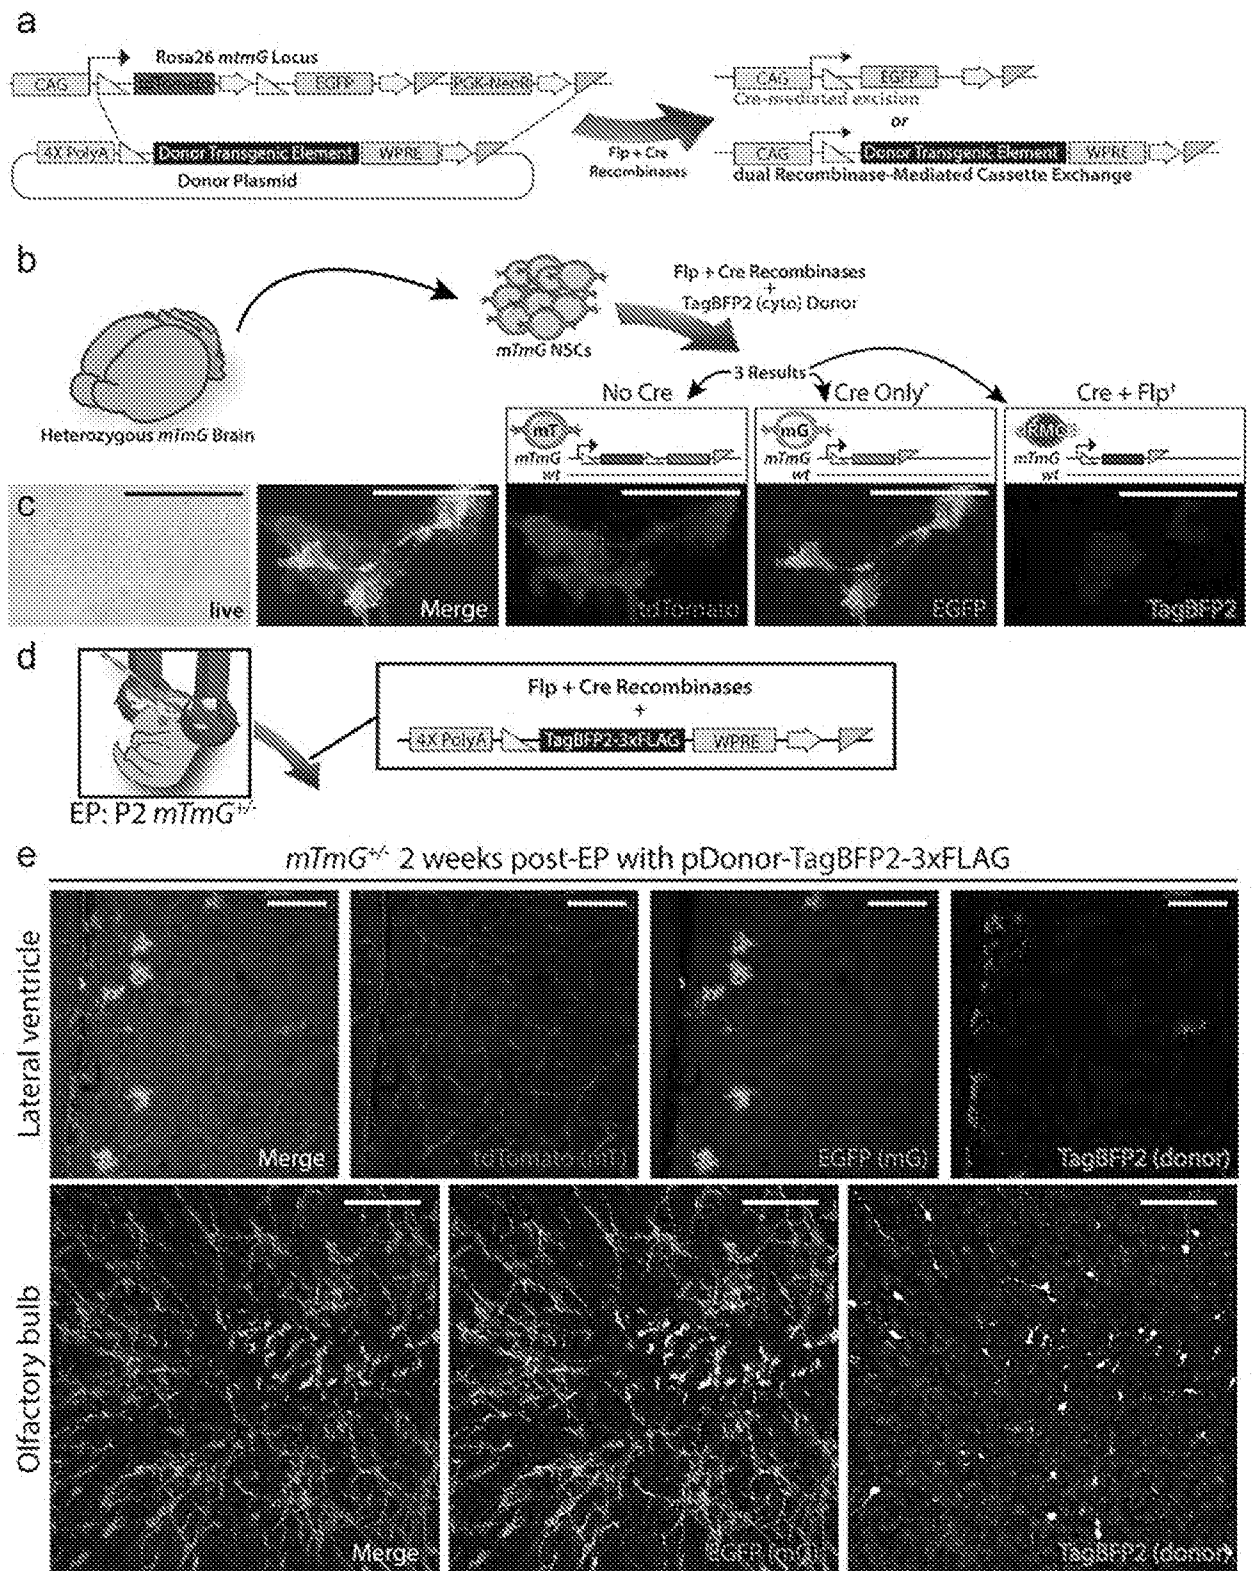 a
Rosa26 mtmG Locus
CAG
EGFP
PGK-NeoR
CAG
EGFP
Cre-mediated excision
or
4X PolyA
Donor Transgenic Element
WPRE
Donor Plasmid
Flp + Cre
Recombinases
CAG
Donor Transgenic Element
WPRE
dual Recombinase-Mediated Cassette Exchange
b
Heterozygous mTmG Brain
mTmG NSCs
Flp + Cre Recombinases
+
TagBFP2 (cyto) Donor
3 Results
No Cre
Cre Only*
Cre + Flp†
mT
mTmG
wt
mG
mTmG
wt
mTmG
wt
c
live
Merge
tdTomato
EGFP
TagBFP2
d
EP: P2 mTmG+/-
Flp + Cre Recombinases
+
4X PolyA
TagBFP2-3xFLAG
WPRE
e
mTmG+/- 2 weeks post-EP with pDonor-TagBFP2-3xFLAG
Lateral ventricle
Merge
tdTomato (mT)
EGFP (mG)
TagBFP2 (donor)
Olfactory bulb
Merge
EGFP (mG)
TagBFP2 (donor)